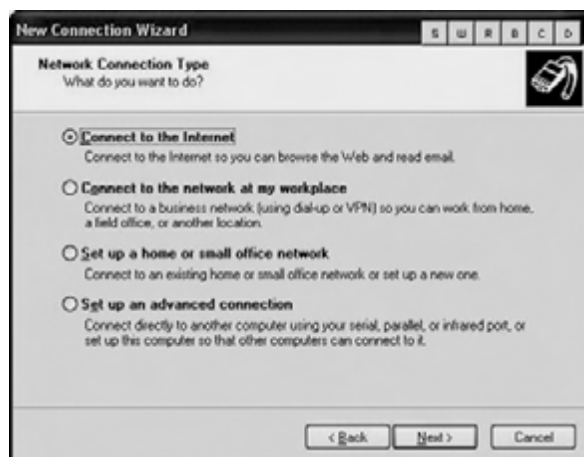 New Connection Wizard
S W R B C D
Network Connection Type
What do you want to do?
Connect to the Internet
Connect to the Internet so you can browse the Web and read email.
Connect to the network at my workplace
Connect to a business network (using dial-up or VPN) so you can work from home,
a field office, or another location.
Set up a home or small office network
Connect to an existing home or small office network or set up a new one.
Set up an advanced connection
Connect directly to another computer using your serial, parallel, or infrared port, or
set up this computer so that other computers can connect to it.
< Back
Next >
Cancel